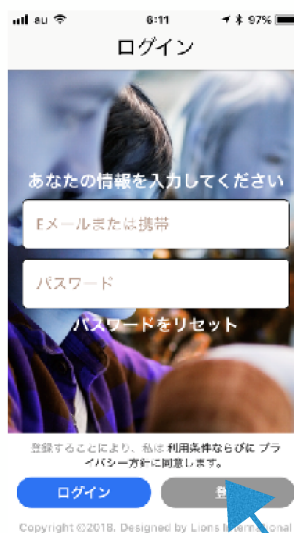 au 6:11 97%
ログイン
あなたの情報を入力してください
Eメールまたは携帯
パスワード
パスワードをリセット
登録することにより、私は 利用条件ならびに プラ
イバシー方針に同意します。
ログイン
Copyright ©2018. Designed by Lions International